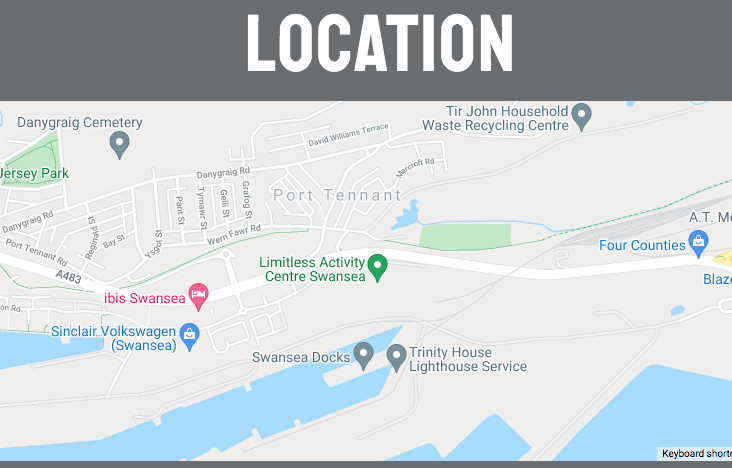 LOCATION
Tir John Household
Waste Recycling Centre
Danygraig Cemetery
David Williams Terrace
Marcroft Rd
Jersey Park
Danygraig Rd
Port Tennant
Grafog St
Gelli St
Tymawr St
Pant St
Danygraig Rd
St
Bay St
Ysgol St
Wern Fawr Rd
Port Tennant Rd
A.T. Mo
Four Counties
A483
Limitless Activity
Centre Swansea
Blaze
ibis Swansea
on Rd
Sinclair Volkswagen
(Swansea)
Swansea Docks
Trinity House
Lighthouse Service
Keyboard shortc